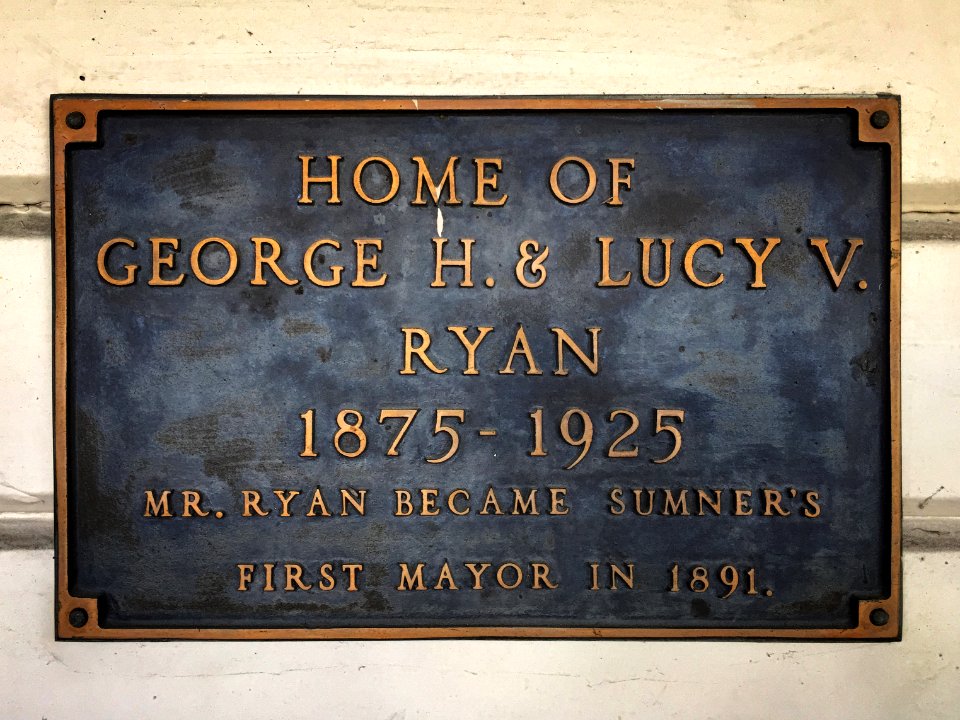 HOME OF
GEORGE H. & LUCY V.
RYAN
1875-1925
MR. RYAN BECAME SUMNER'S
FIRST MAYOR IN 1891.